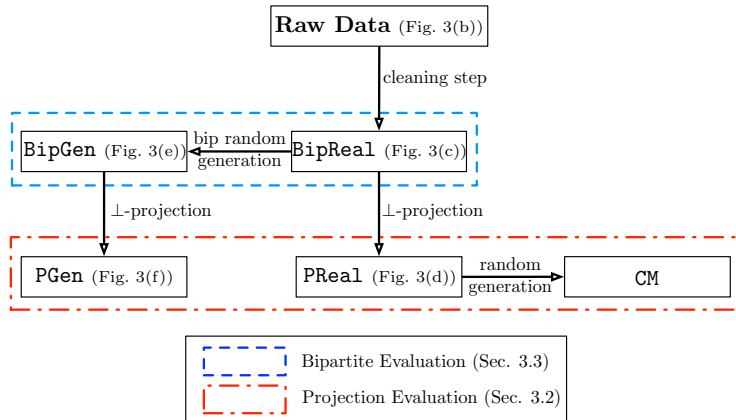 Raw Data (Fig. 3(b))
cleaning step
BipGen (Fig. 3(e))
bip random
generation
BipReal (Fig. 3(c))
⊥-projection
⊥-projection
PGen (Fig. 3(f))
PReal (Fig. 3(d))
random
generation
CM
Bipartite Evaluation (Sec. 3.3)
Projection Evaluation (Sec. 3.2)